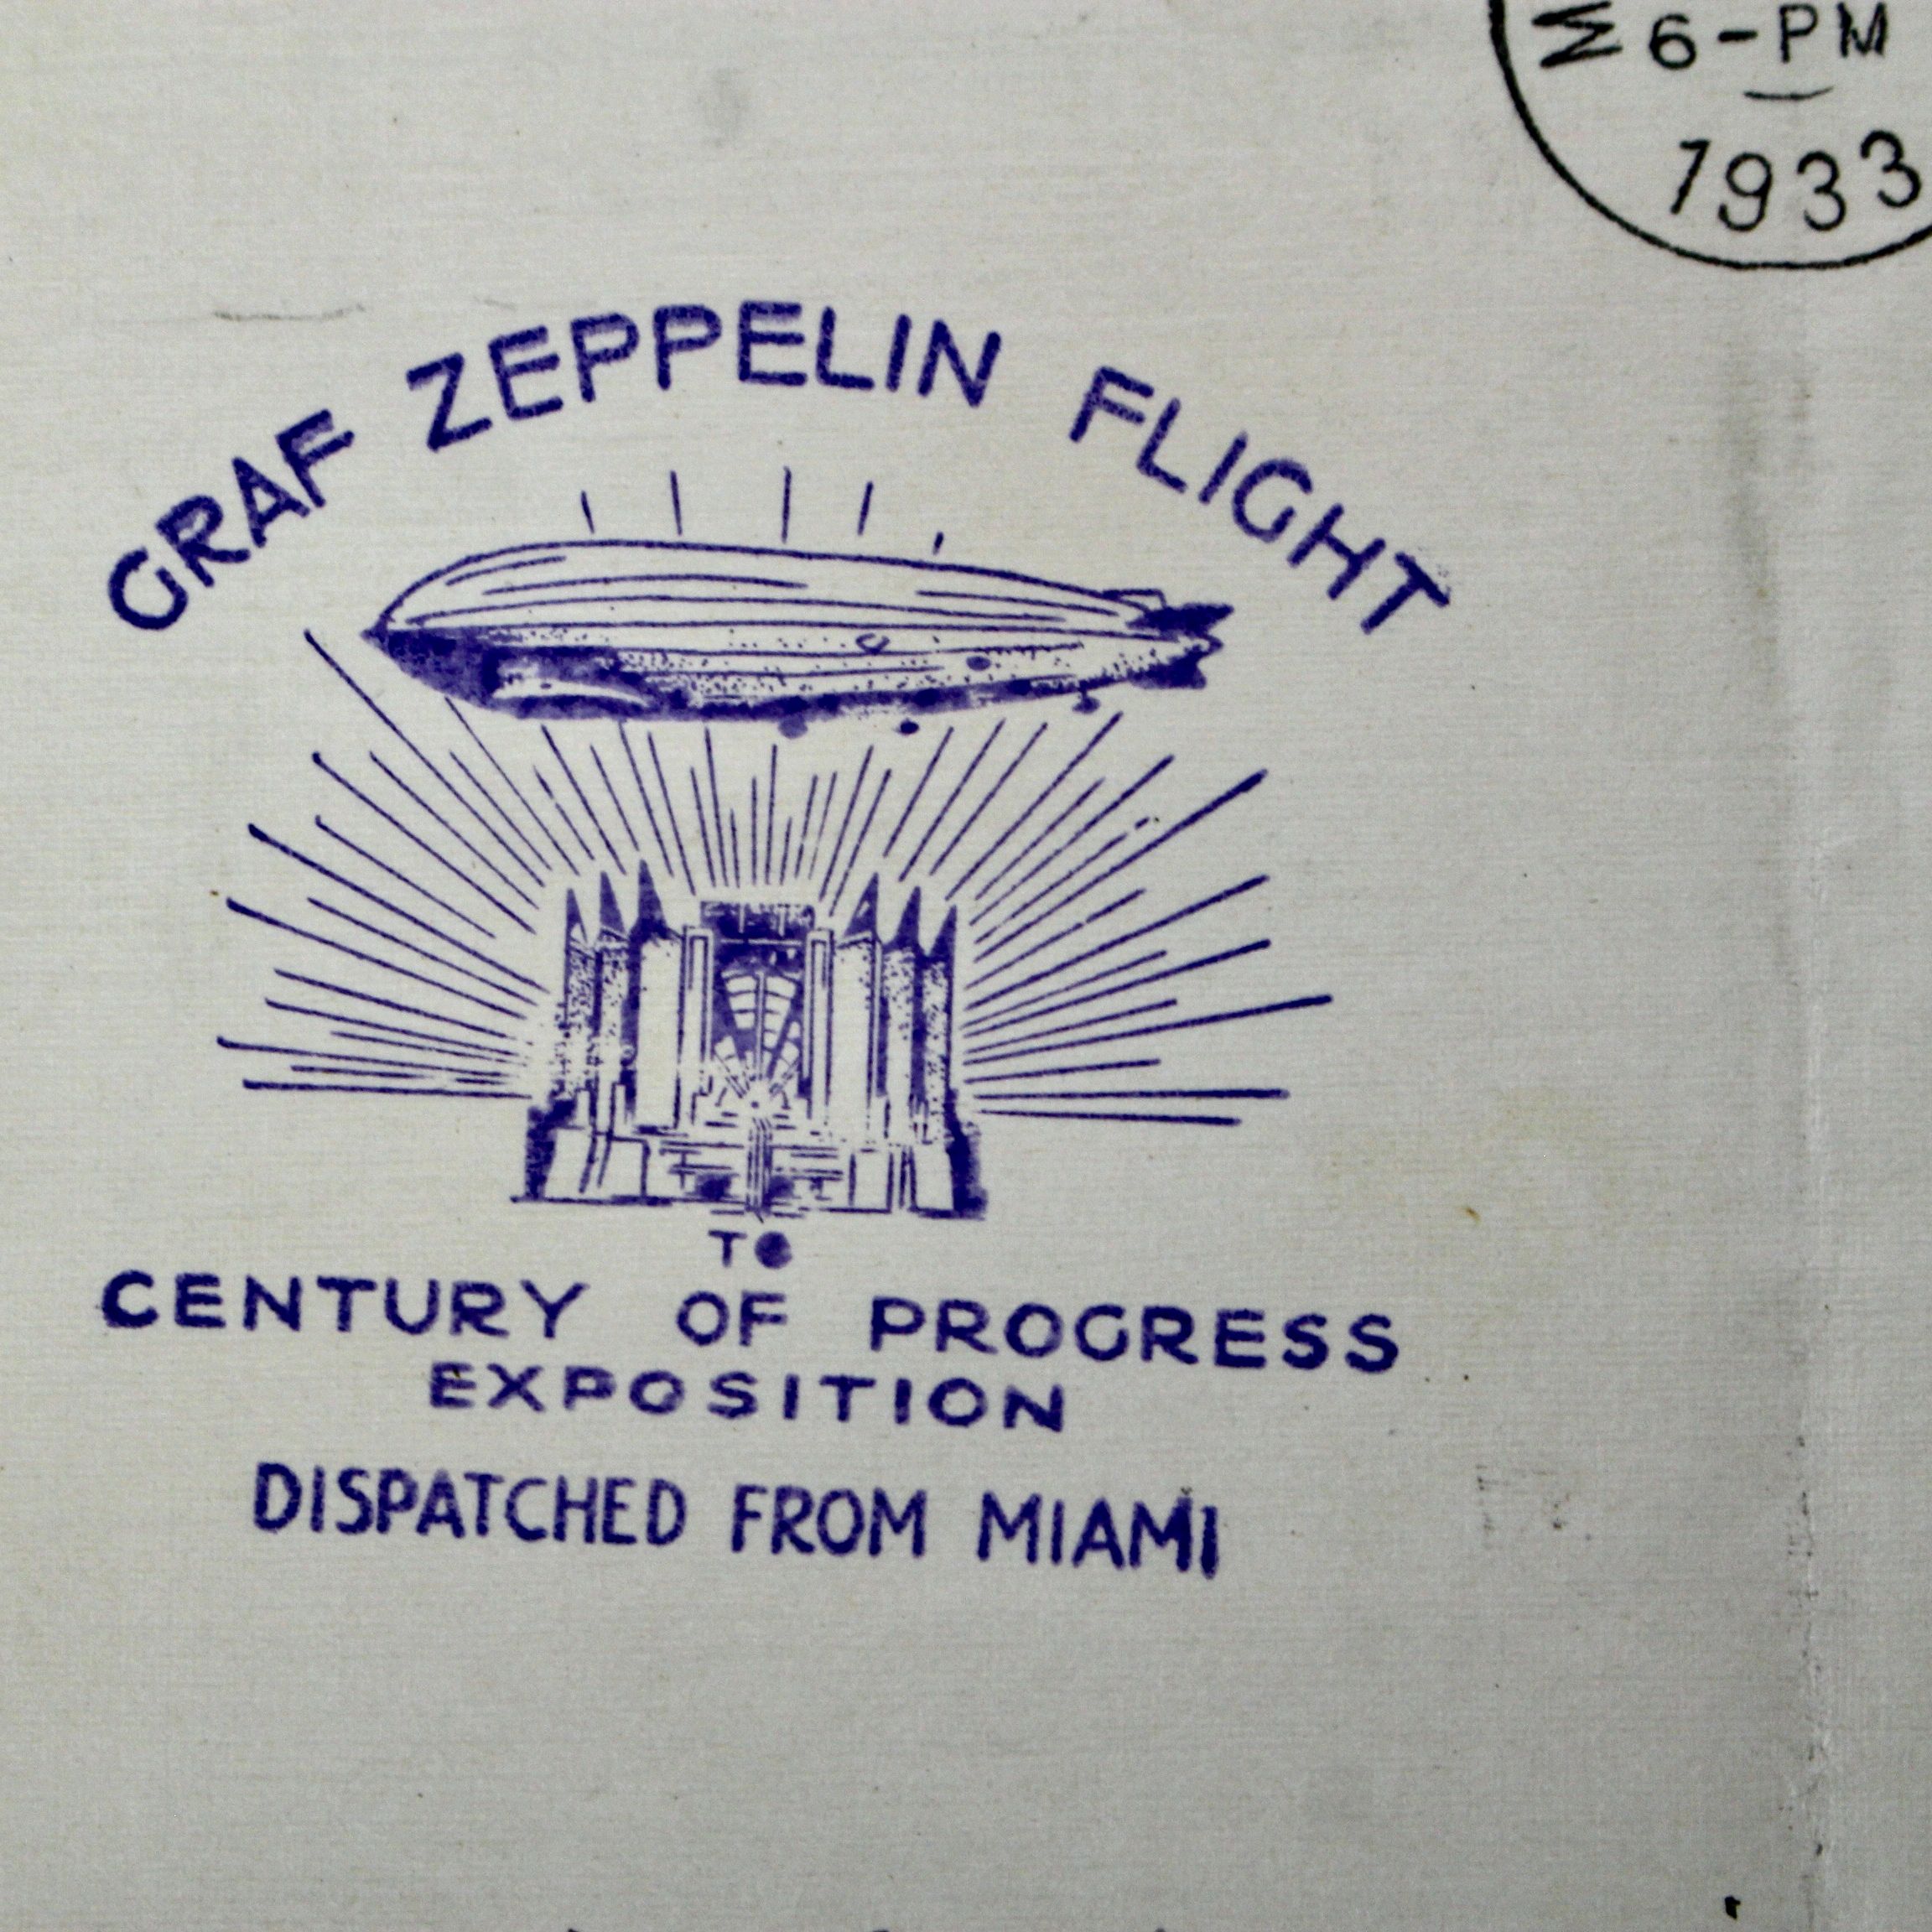 M 6-PM
1933
GRAF ZEPPELIN FLIGHT
TO
CENTURY OF PROGRESS
EXPOSITION
DISPATCHED FROM MIAMI